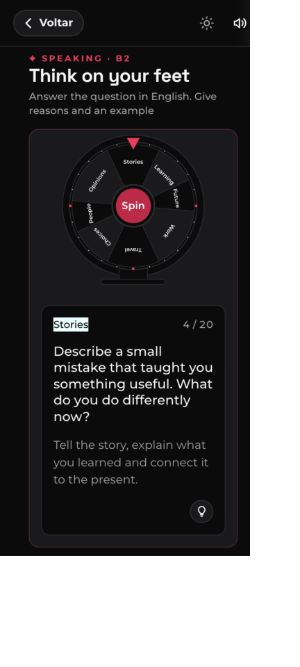 Voltar
SPEAKING · B2
Think on your feet
Answer the question in English. Give
reasons and an example
Stories
Learning
Future
Work
Travel
Choices
People
Opinions
Spin
Stories
4 / 20
Describe a small
mistake that taught you
something useful. What
do you do differently
now?
Tell the story, explain what
you learned and connect it
to the present.